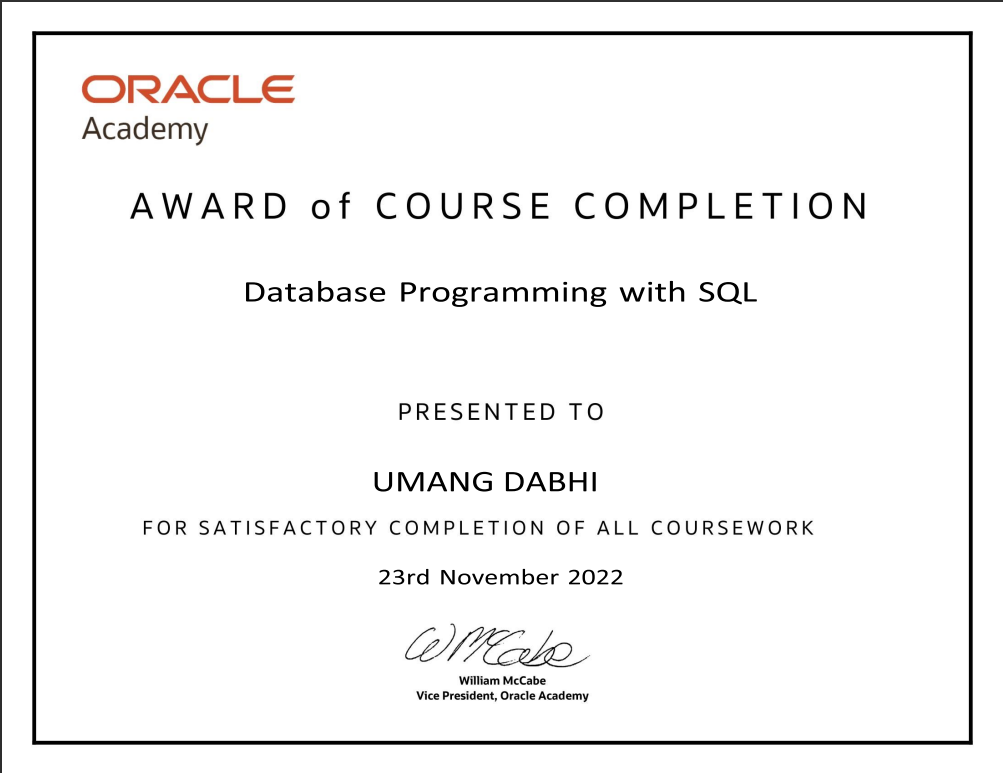 ORACLE
Academy
AWARD of COURSE COMPLETION
Database Programming with SQL
PRESENTED TO
UMANG DABHI
FOR SATISFACTORY COMPLETION OF ALL COURSEWORK
23rd November 2022
W McCabe
William McCabe
Vice President, Oracle Academy